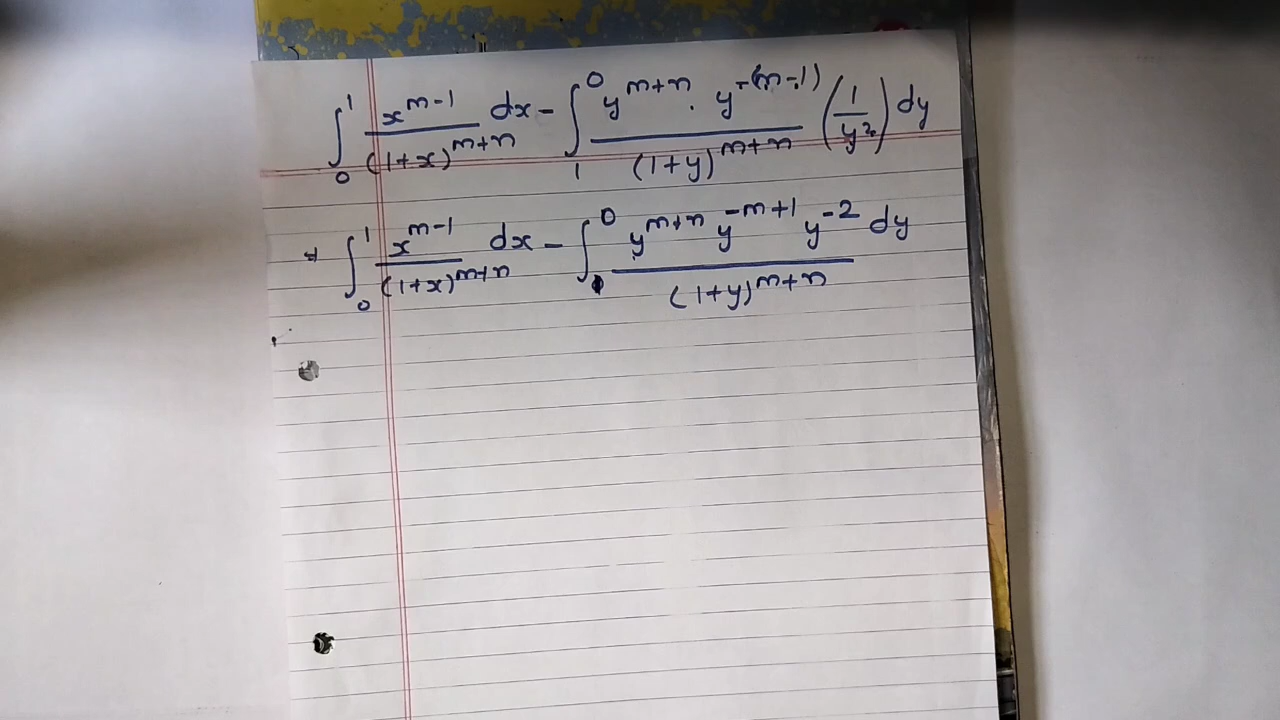 ∫₀¹ x^{m-1}/(1+x)^{m+n} dx - ∫₁⁰ y^{m+n} · y^{-(m-1)}/(1+y)^{m+n} (1/y²) dy
⇒ ∫₀¹ x^{m-1}/(1+x)^{m+n} dx - ∫₁⁰ y^{m+n} y^{-m+1} y^{-2} dy/(1+y)^{m+n}